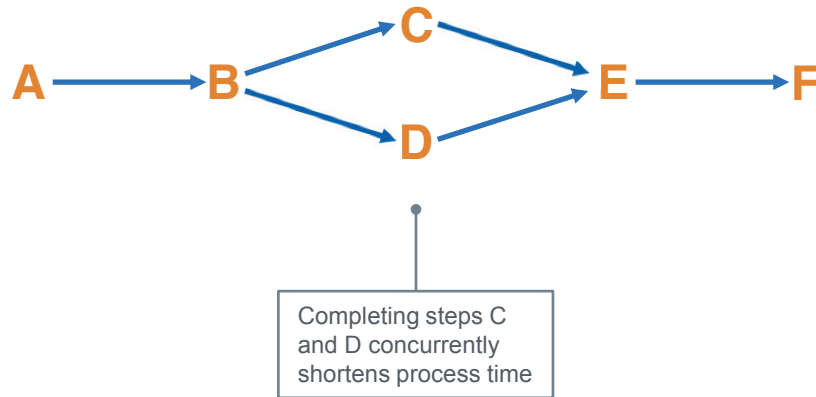 C
A
B
E
F
D
Completing steps C
and D concurrently
shortens process time